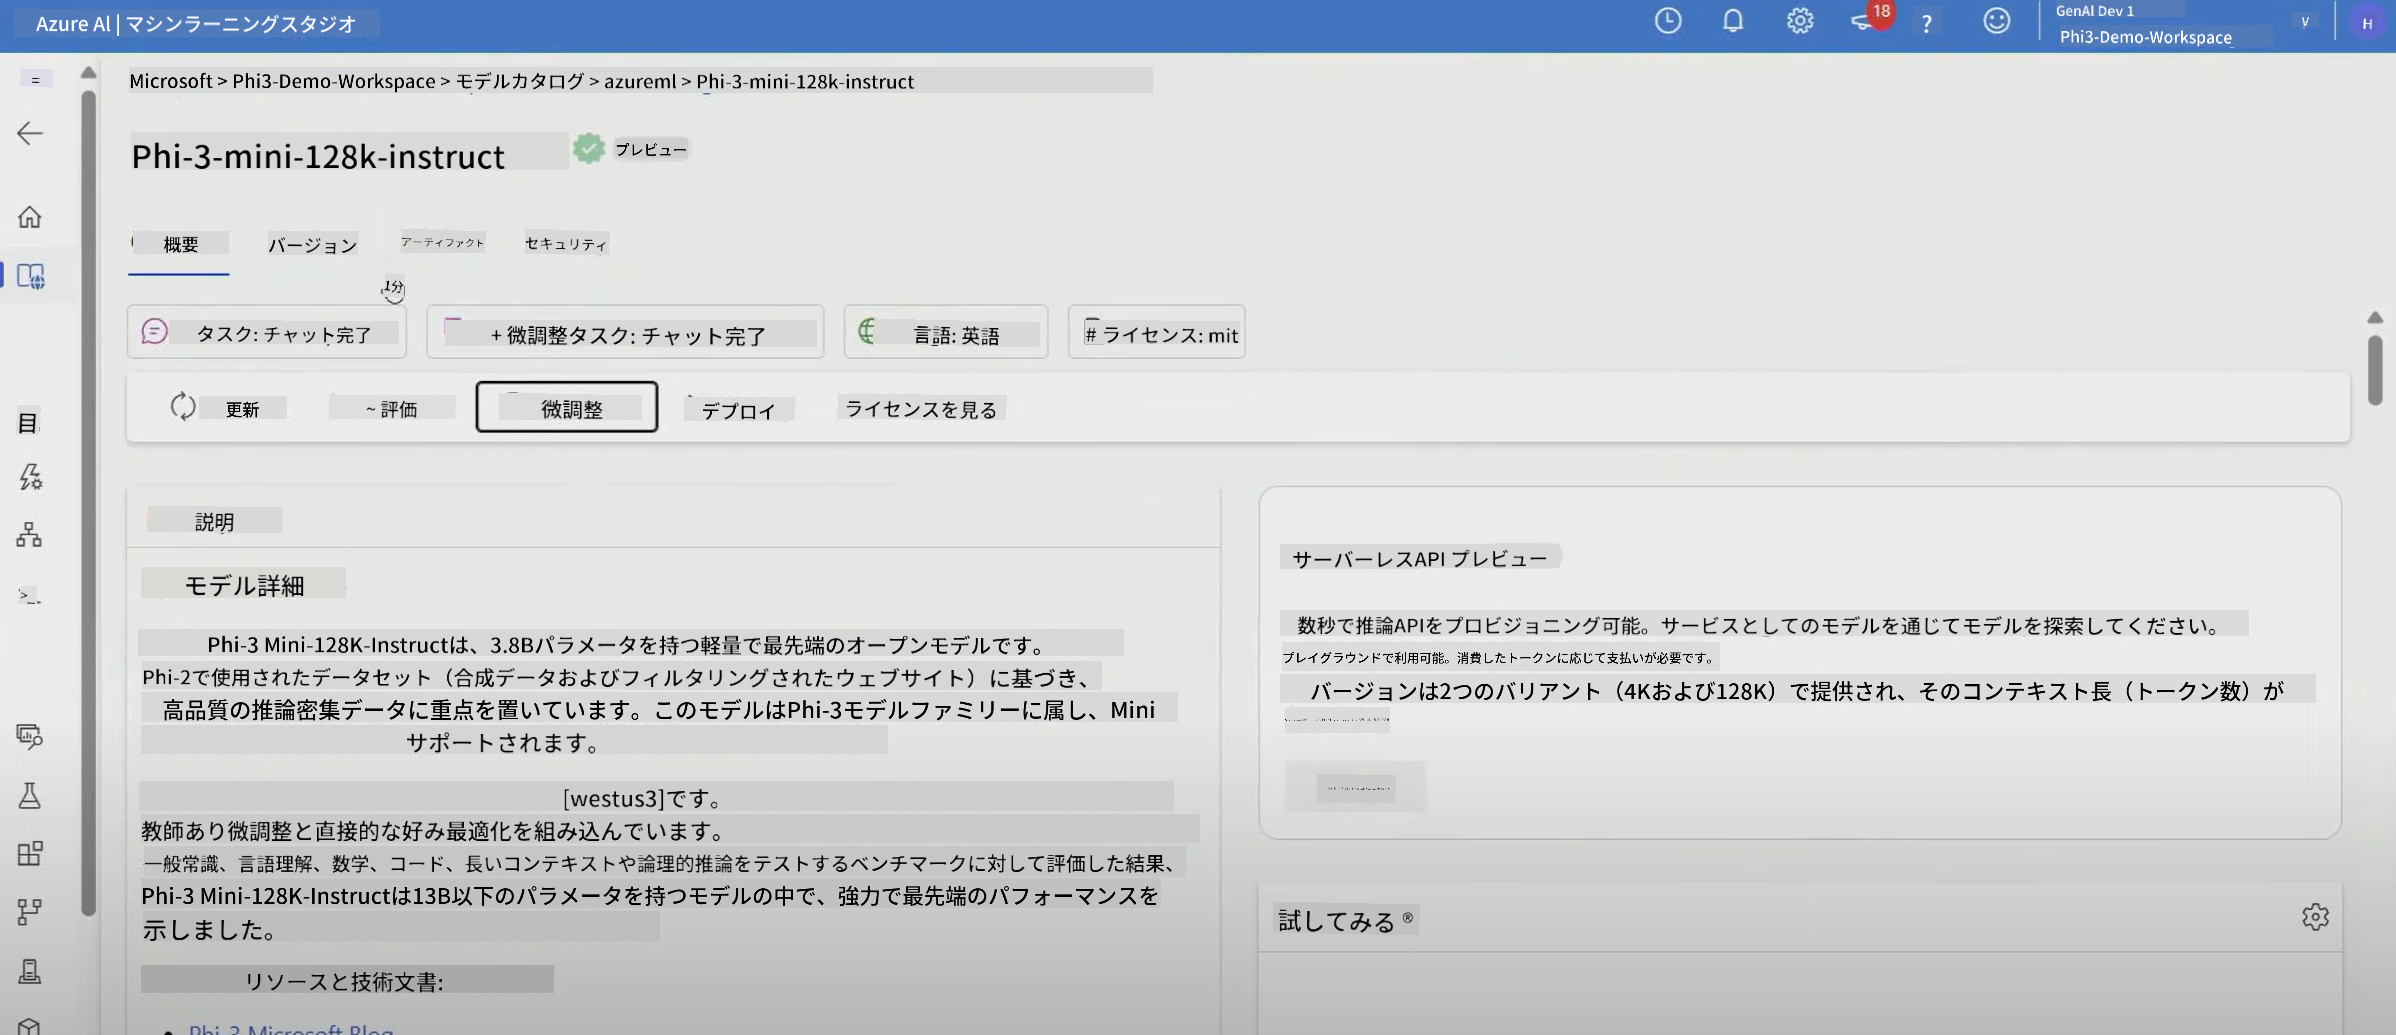 Azure AI | マシンラーニングスタジオ
18
?
GenAI Dev 1
Phi3-Demo-Workspace
H
Microsoft > Phi3-Demo-Workspace > モデルカタログ > azureml > Phi-3-mini-128k-instruct
Phi-3-mini-128k-instruct
プレビュー
概要
バージョン
アーティファクト
セキュリティ
1分
タスク: チャット完了
+ 微調整タスク: チャット完了
言語: 英語
# ライセンス: mit
更新
~ 評価
微調整
デプロイ
ライセンスを見る
説明
モデル詳細
Phi-3 Mini-128K-Instructは、3.8Bパラメータを持つ軽量で最先端のオープンモデルです。
Phi-2で使用されたデータセット（合成データおよびフィルタリングされたウェブサイト）に基づき、
高品質の推論密集データに重点を置いています。このモデルはPhi-3モデルファミリーに属し、Mini
サポートされます。
[westus3]です。
教師あり微調整と直接的な好み最適化を組み込んでいます。
一般常識、言語理解、数学、コード、長いコンテキストや論理的推論をテストするベンチマークに対して評価した結果、
Phi-3 Mini-128K-Instructは13B以下のパラメータを持つモデルの中で、強力で最先端のパフォーマンスを
示しました。
リソースと技術文書:
Phi-3 Microsoft Blog
サーバーレスAPI プレビュー
数秒で推論APIをプロビジョニング可能。サービスとしてのモデルを通じてモデルを探索してください。
プレイグラウンドで利用可能。消費したトークンに応じて支払いが必要です。
バージョンは2つのバリアント（4Kおよび128K）で提供され、そのコンテキスト長（トークン数）が
試してみる ®
目